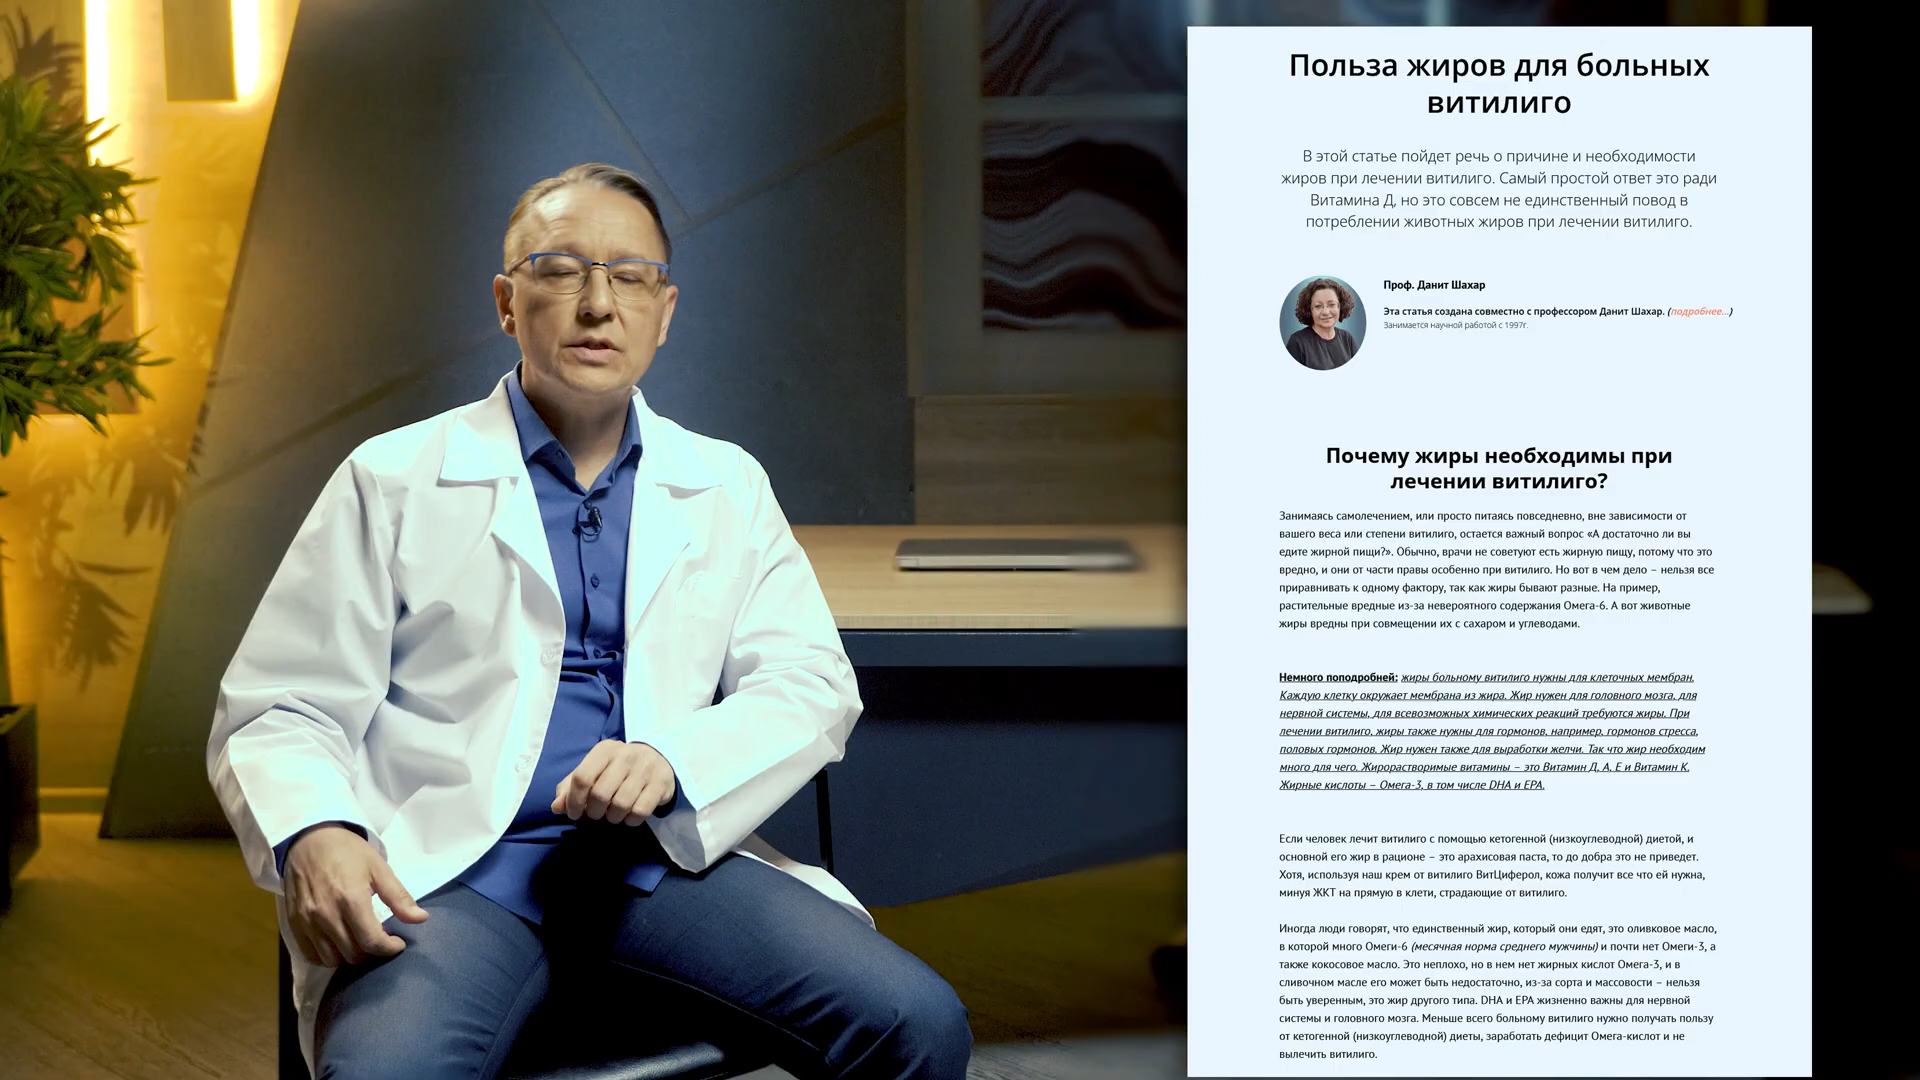 Польза жиров для больных
витилиго
В этой статье пойдет речь о причине и необходимости
жиров при лечении витилиго. Самый простой ответ это ради
Витамина Д, но это совсем не единственный повод в
потреблении животных жиров при лечении витилиго.
Проф. Данит Шахар
Эта статья создана совместно с профессором Данит Шахар. (подробнее...)
Занимается научной работой с 1997г.
Почему жиры необходимы при
лечении витилиго?
Занимаясь самолечением, или просто питаясь повседневно, вне зависимости от
вашего веса или степени витилиго, остается важный вопрос «А достаточно ли вы
едите жирной пищи?». Обычно, врачи не советуют есть жирную пищу, потому что это
вредно, и они от части правы особенно при витилиго. Но вот в чем дело – нельзя все
приравнивать к одному фактору, так как жиры бывают разные. На пример,
растительные вредные из-за невероятного содержания Омега-6. А вот животные
жиры вредны при совмещении их с сахаром и углеводами.
Немного поподробней: жиры больному витилиго нужны для клеточных мембран.
Каждую клетку окружает мембрана из жира. Жир нужен для головного мозга, для
нервной системы, для всевозможных химических реакций требуются жиры. При
лечении витилиго, жиры также нужны для гормонов, например, гормонов стресса,
половых гормонов. Жир нужен также для выработки желчи. Так что жир необходим
много для чего. Жирорастворимые витамины – это Витамин Д, А, Е и Витамин К.
Жирные кислоты – Омега-3, в том числе DHA и EPA.
Если человек лечит витилиго с помощью кетогенной (низкоуглеводной) диетой, и
основной его жир в рационе – это арахисовая паста, то до добра это не приведет.
Хотя, используя наш крем от витилиго ВитЦиферол, кожа получит все что ей нужна,
минуя ЖКТ на прямую в клети, страдающие от витилиго.
Иногда люди говорят, что единственный жир, который они едят, это оливковое масло,
в которой много Омеги-6 (месячная норма среднего мужчины) и почти нет Омеги-3, а
также кокосовое масло. Это неплохо, но в нем нет жирных кислот Омега-3, и в
сливочном масле его может быть недостаточно, из-за сорта и массовости – нельзя
быть уверенным, это жир другого типа. DHA и EPA жизненно важны для нервной
системы и головного мозга. Меньше всего больному витилиго нужно получать пользу
от кетогенной (низкоуглеводной) диеты, заработать дефицит Омега-кислот и не
вылечить витилиго.